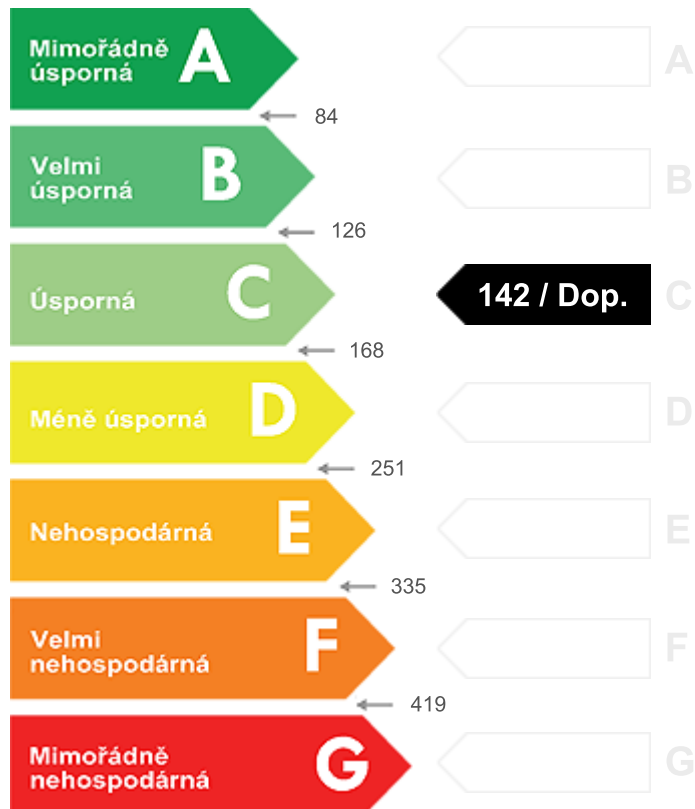 Mimořádně
úsporná
A
A
84
Velmi
úsporná
B
B
126
Úsporná
C
142 / Dop.
C
168
Méně úsporná
D
D
251
Nehospodárná
E
E
335
Velmi
nehospodárná
F
F
419
Mimořádně
nehospodárná
G
G